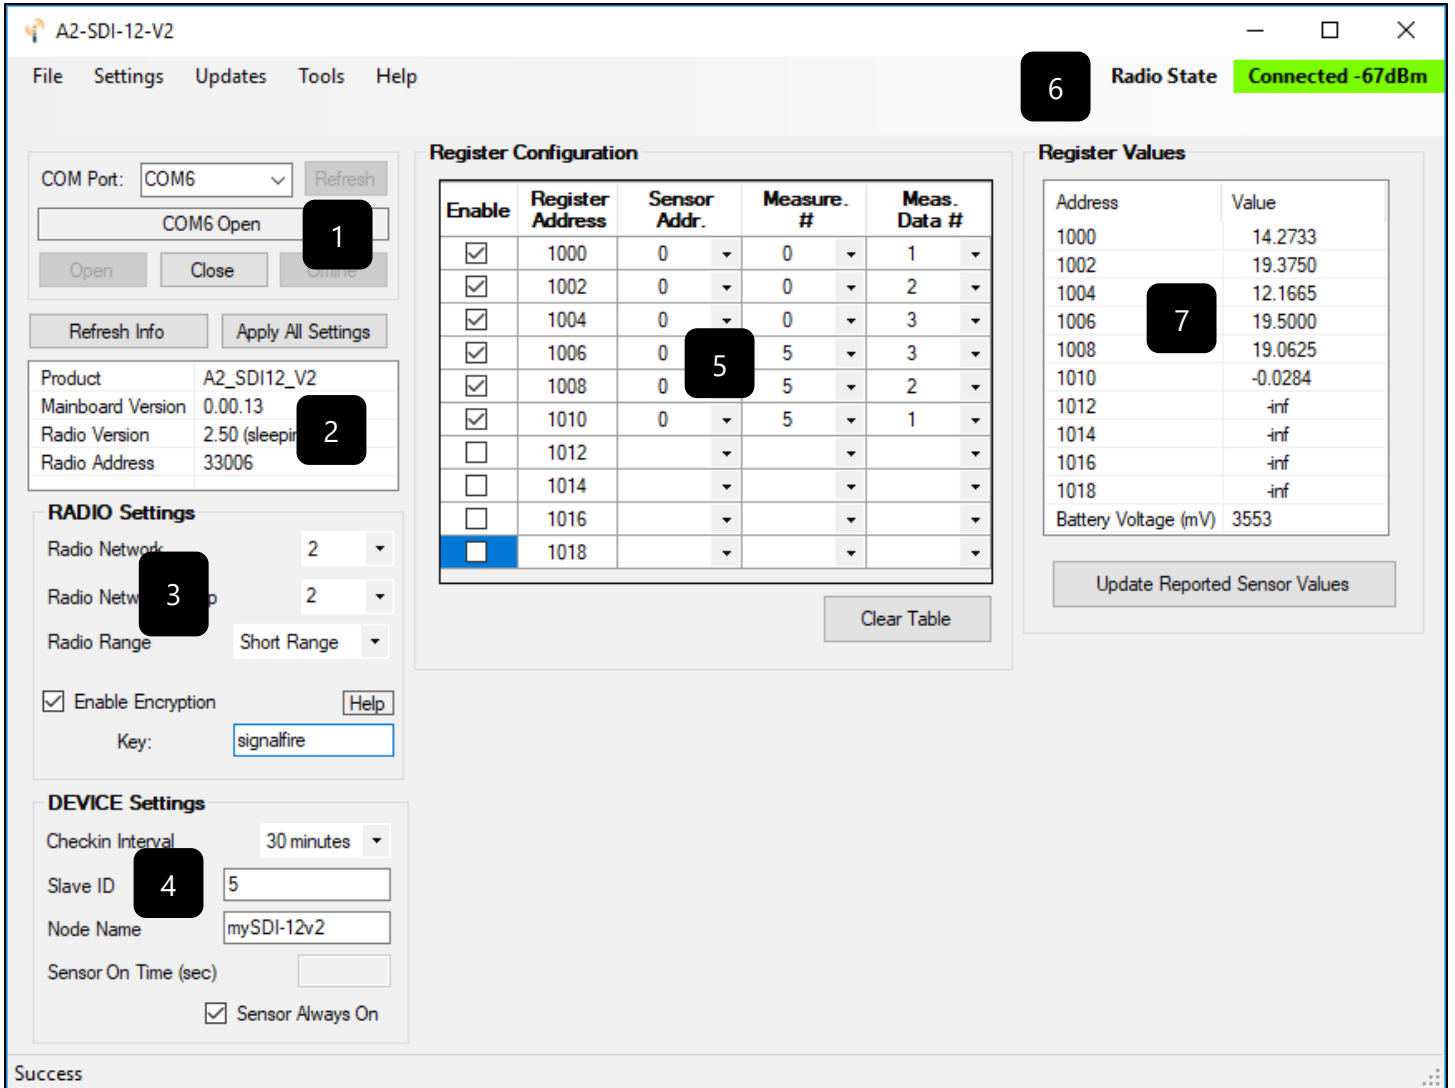 A2-SDI-12-V2
File Settings Updates Tools Help
6
Radio State Connected -67dBm
COM Port: COM6 Refresh
COM6 Open
1
Open Close
Refresh Info Apply All Settings
Product A2_SDI12_V2
Mainboard Version 0.00.13
Radio Version 2.50
Radio Address 33006
2
RADIO Settings
Radio Network 2
Radio 2
3
Radio Range Short Range
Enable Encryption Help
Key: signalfire
DEVICE Settings
Checkin Interval 30 minutes
Slave ID 5
4
Node Name mySDI-12v2
Sensor On Time (sec)
Sensor Always On
Register Configuration
Enable Register Address Sensor Addr. Measure. # Meas. Data #
1000 0 0 1
1002 0 0 2
1004 0 0 3
1006 0 5 3
5
1008 0 5 2
1010 0 5 1
1012
1014
1016
1018
Clear Table
Register Values
Address Value
1000 14.2733
1002 19.3750
1004 12.1665
1006 19.5000
7
1008 19.0625
1010 -0.0284
1012 -inf
1014 -inf
1016 -inf
1018 -inf
Battery Voltage (mV) 3553
Update Reported Sensor Values
Success